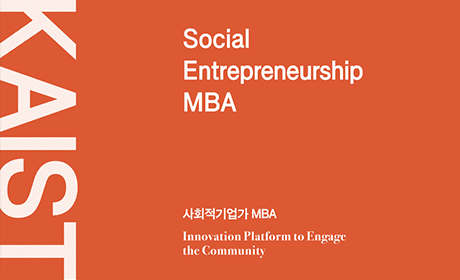 KAIST
Social
Entrepreneurship
MBA
사회적기업가 MBA
Innovation Platform to Engage
the Community